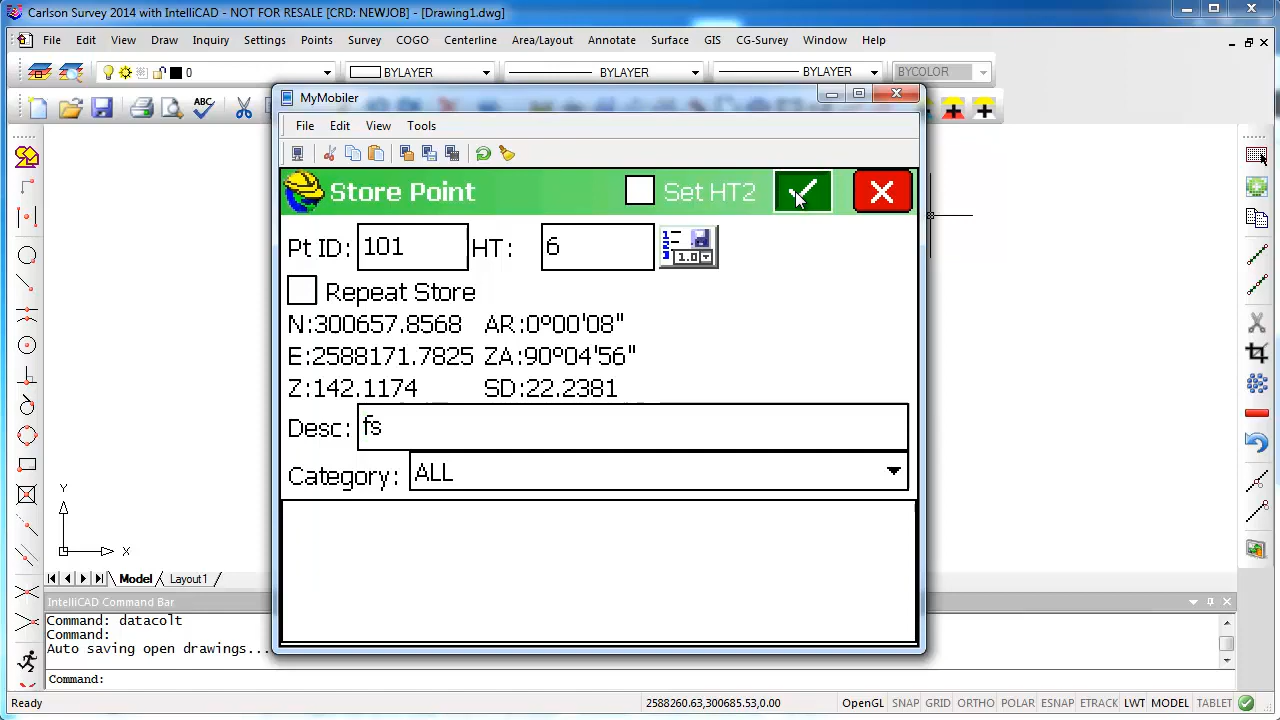 Carlson Survey 2014 with IntelliCAD - NOT FOR RESALE [CRD: NEWJOB] - [Drawing1.dwg]
File Edit View Draw Inquiry Settings Points Survey COGO Centerline Area/Layout Annotate Surface GIS CG-Survey Window Help
0 BYLAYER BYLAYER BYLAYER BYCOLOR
ABC
MyMobiler
File Edit View Tools
Store Point Set HT2
Pt ID: 101 HT: 6
1.0
Repeat Store
N:300657.8568 AR:0°00'08"
E:2588171.7825 ZA:90°04'56"
Z:142.1174 SD:22.2381
Desc: fs
Category: ALL
Y
X
Model Layout1
IntelliCAD Command Bar
Command: datacolt
Command:
Auto saving open drawings...
Command:
Ready 2588260.63,300685.53,0.00 OpenGL SNAP GRID ORTHO POLAR ESNAP ETRACK LWT MODEL TABLET